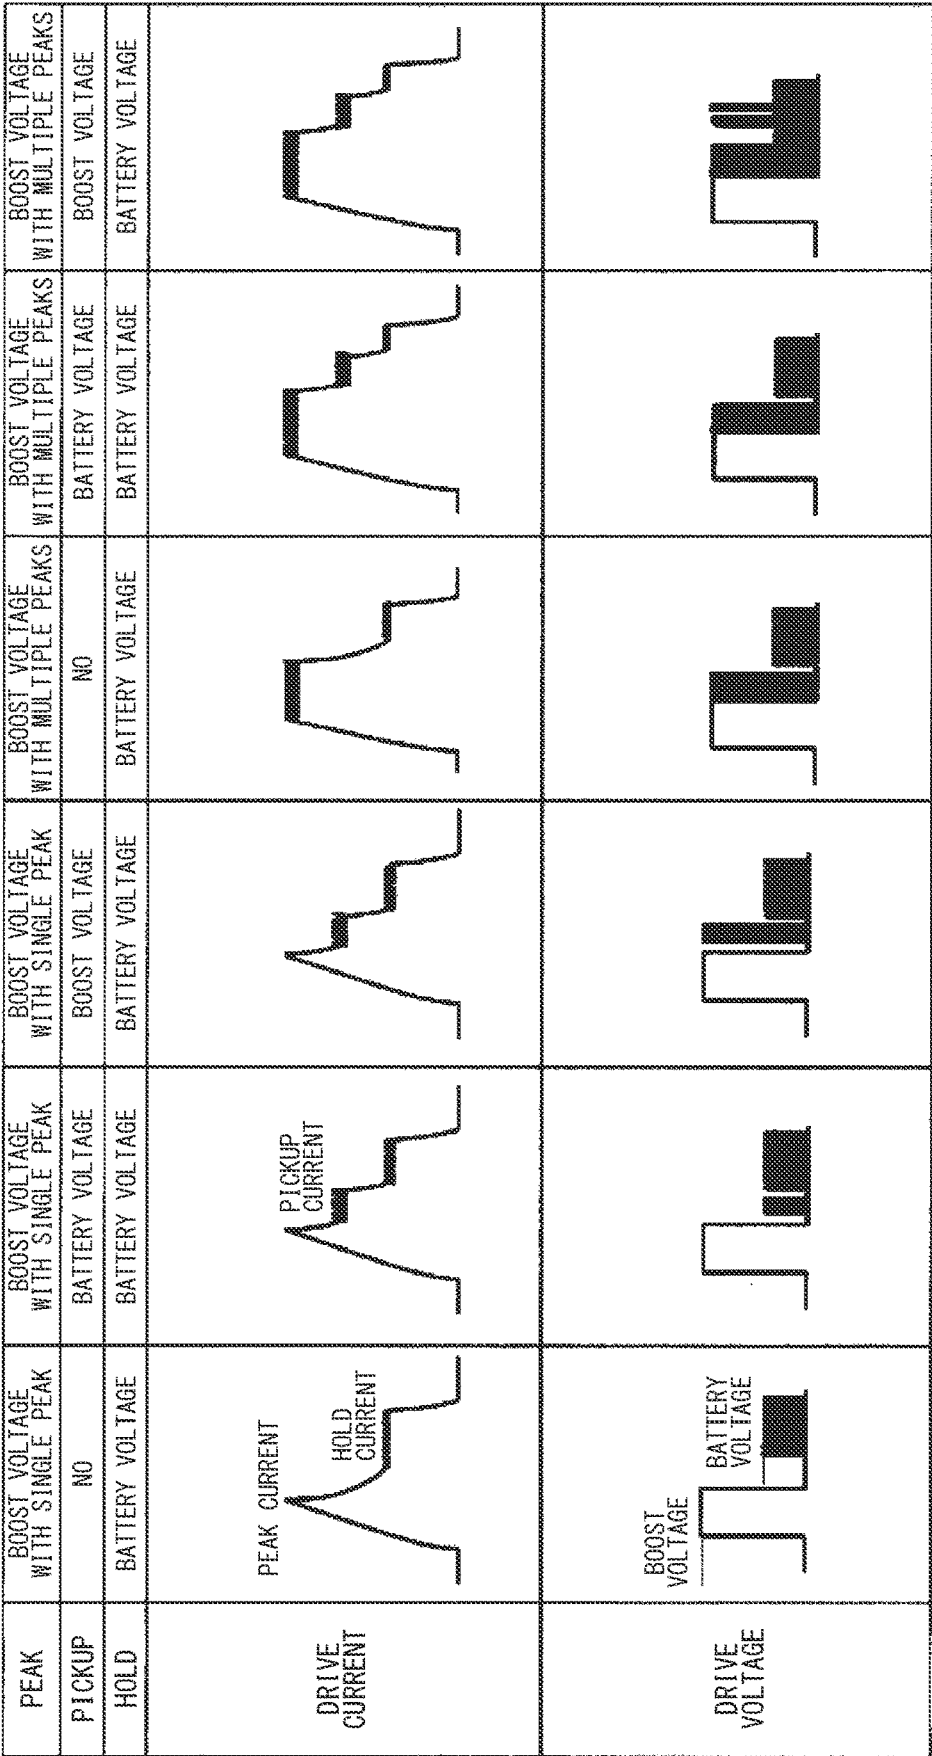 PEAK
BOOST VOLTAGE
WITH SINGLE PEAK
BOOST VOLTAGE
WITH SINGLE PEAK
BOOST VOLTAGE
WITH SINGLE PEAK
BOOST VOLTAGE
WITH MULTIPLE PEAKS
BOOST VOLTAGE
WITH MULTIPLE PEAKS
BOOST VOLTAGE
WITH MULTIPLE PEAKS
PICKUP
NO
BATTERY VOLTAGE
BOOST VOLTAGE
NO
BATTERY VOLTAGE
BOOST VOLTAGE
HOLD
BATTERY VOLTAGE
BATTERY VOLTAGE
BATTERY VOLTAGE
BATTERY VOLTAGE
BATTERY VOLTAGE
BATTERY VOLTAGE
DRIVE
CURRENT
PEAK CURRENT
HOLD
CURRENT
PICKUP
CURRENT
DRIVE
VOLTAGE
BOOST
VOLTAGE
BATTERY
VOLTAGE